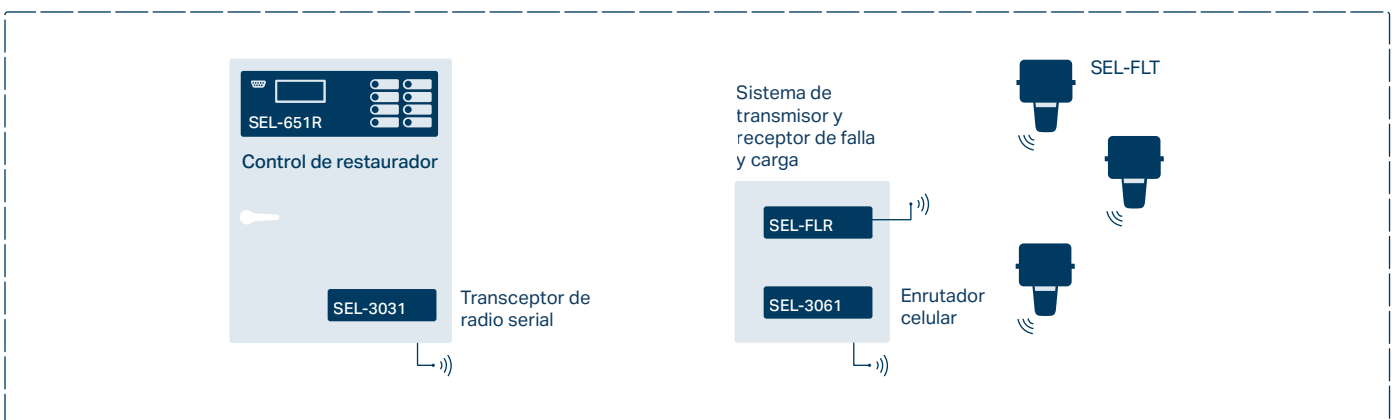 SEL-651R
Control de restaurador
SEL-3031
Transceptor de
radio serial
Sistema de
transmisor y
receptor de falla
y carga
SEL-FLR
SEL-3061
Enrutador
celular
SEL-FLT